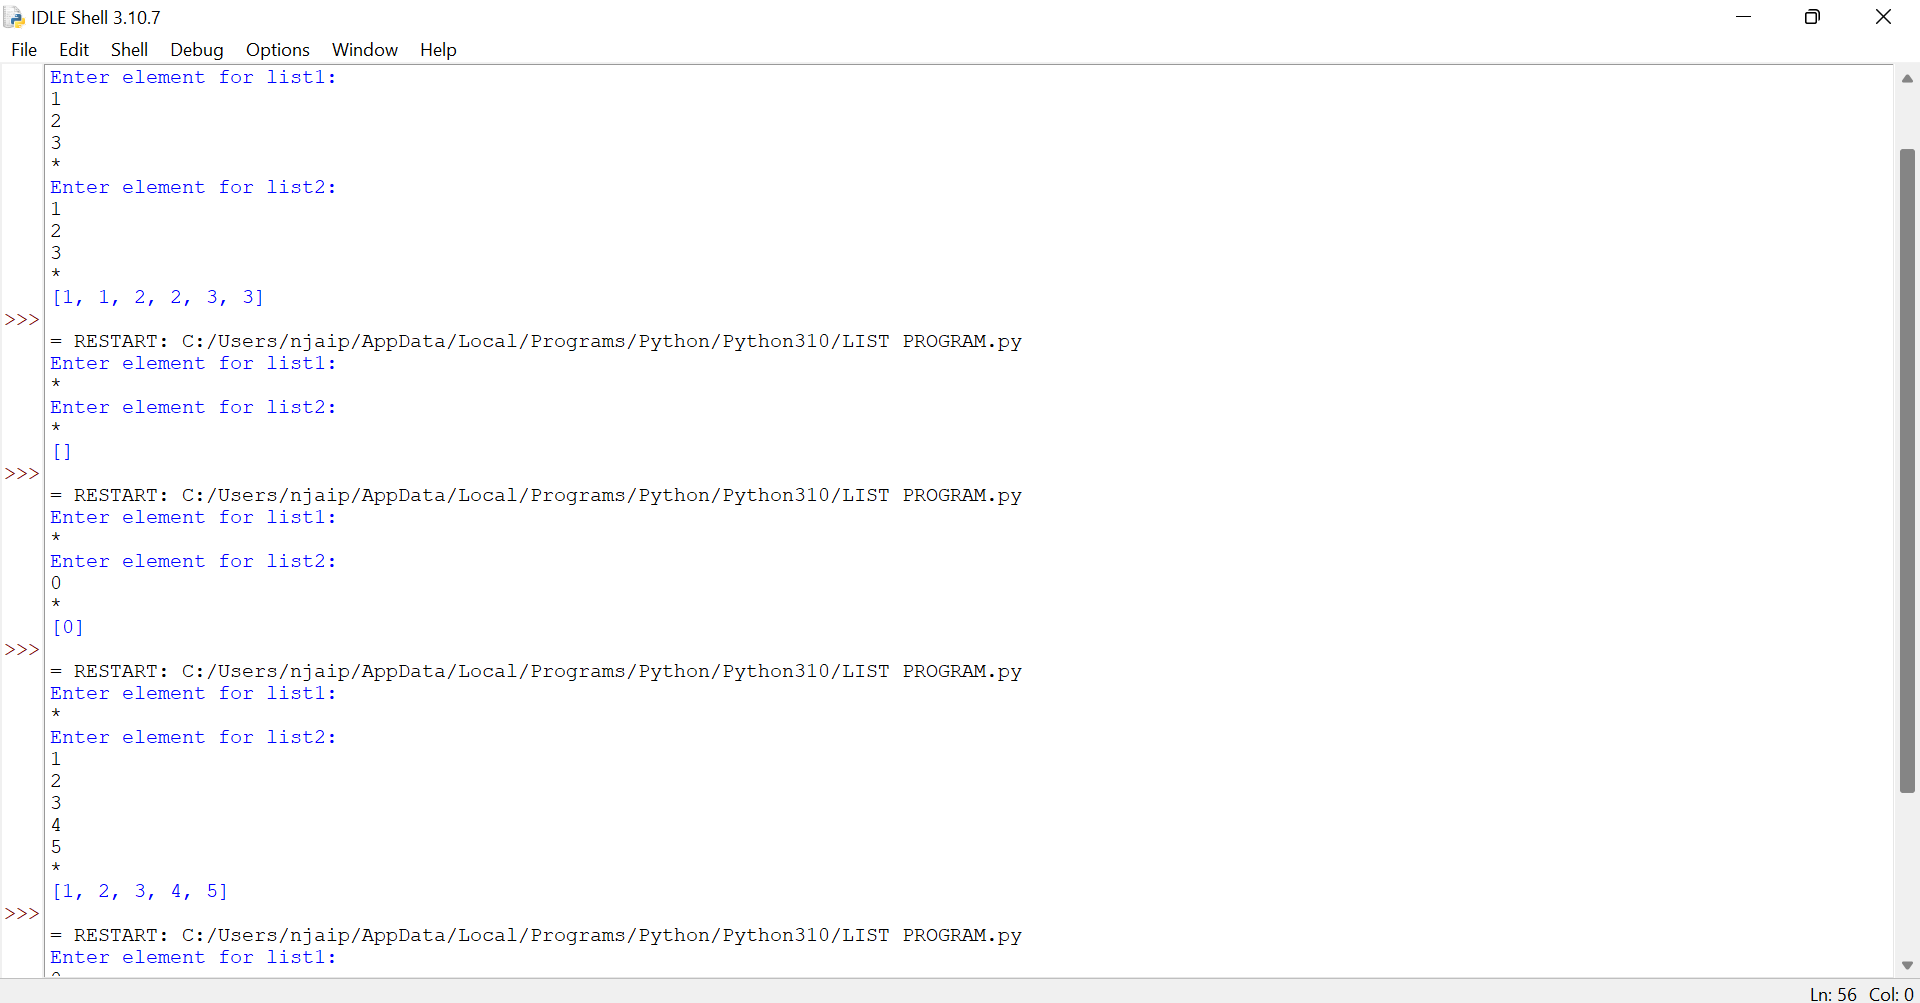 IDLE Shell 3.10.7
File Edit Shell Debug Options Window Help
Enter element for list1:
1
2
3
*
Enter element for list2:
1
2
3
*
[1, 1, 2, 2, 3, 3]
>>>
= RESTART: C:/Users/njaip/AppData/Local/Programs/Python/Python310/LIST PROGRAM.py
Enter element for list1:
*
Enter element for list2:
*
[]
>>>
= RESTART: C:/Users/njaip/AppData/Local/Programs/Python/Python310/LIST PROGRAM.py
Enter element for list1:
*
Enter element for list2:
0
*
[0]
>>>
= RESTART: C:/Users/njaip/AppData/Local/Programs/Python/Python310/LIST PROGRAM.py
Enter element for list1:
*
Enter element for list2:
1
2
3
4
5
*
[1, 2, 3, 4, 5]
>>>
= RESTART: C:/Users/njaip/AppData/Local/Programs/Python/Python310/LIST PROGRAM.py
Enter element for list1:
Ln: 56 Col: 0